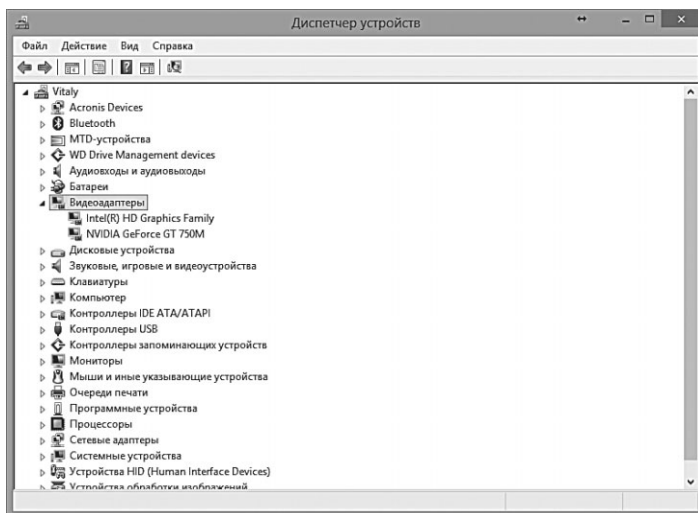 Диспетчер устройств
Файл Действие Вид Справка
Vitaly
Acronis Devices
Bluetooth
MTD-устройства
WD Drive Management devices
Аудиовходы и аудиовыходы
Батареи
Видеоадаптеры
Intel(R) HD Graphics Family
NVIDIA GeForce GT 750M
Дисковые устройства
Звуковые, игровые и видеоустройства
Клавиатуры
Компьютер
Контроллеры IDE ATA/ATAPI
Контроллеры USB
Контроллеры запоминающих устройств
Мониторы
Мыши и иные указывающие устройства
Очереди печати
Программные устройства
Процессоры
Сетевые адаптеры
Системные устройства
Устройства HID (Human Interface Devices)
Устройства обработки изображений